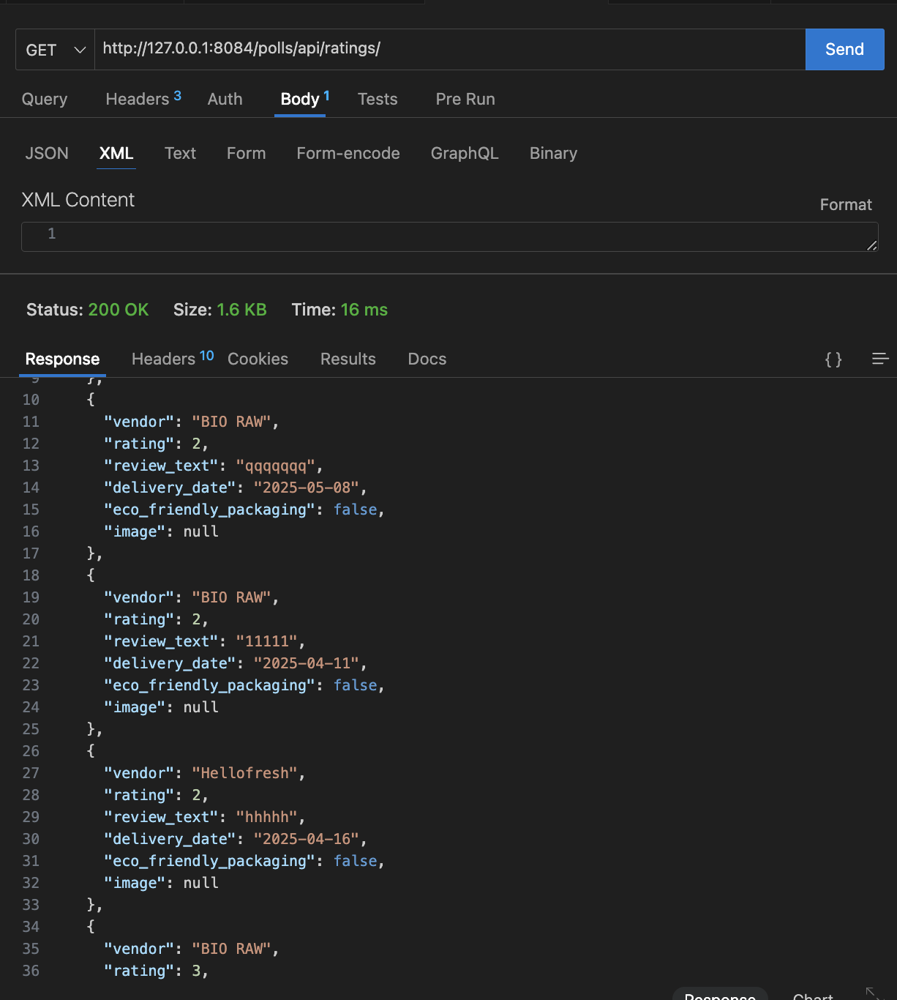 GET
http://127.0.0.1:8084/polls/api/ratings/
Send
Query Headers 3 Auth Body 1 Tests Pre Run
JSON XML Text Form Form-encode GraphQL Binary
XML Content
Format
1
Status: 200 OK Size: 1.6 KB Time: 16 ms
Response Headers 10 Cookies Results Docs { }
9 },
10 {
11 "vendor": "BIO RAW",
12 "rating": 2,
13 "review_text": "qqqqqqq",
14 "delivery_date": "2025-05-08",
15 "eco_friendly_packaging": false,
16 "image": null
17 },
18 {
19 "vendor": "BIO RAW",
20 "rating": 2,
21 "review_text": "11111",
22 "delivery_date": "2025-04-11",
23 "eco_friendly_packaging": false,
24 "image": null
25 },
26 {
27 "vendor": "Hellofresh",
28 "rating": 2,
29 "review_text": "hhhhh",
30 "delivery_date": "2025-04-16",
31 "eco_friendly_packaging": false,
32 "image": null
33 },
34 {
35 "vendor": "BIO RAW",
36 "rating": 3,
Response Chart